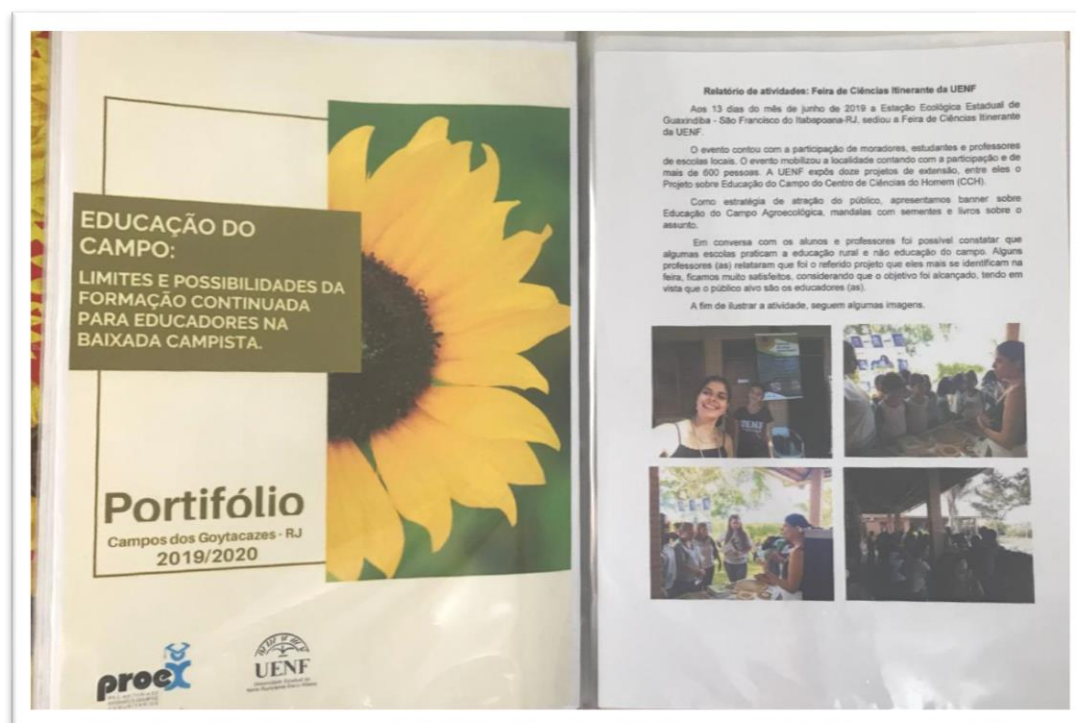 EDUCAÇÃO DO
CAMPO:
LIMITES E POSSIBILIDADES DA
FORMAÇÃO CONTINUADA
PARA EDUCADORES NA
BAIXADA CAMPISTA.
Portifólio
Campos dos Goytacazes - RJ
2019/2020
proex
UENF
Relatório de atividades: Feira de Ciências Itinerante da UENF
Aos 13 dias do mês de junho de 2019 a Estação Ecológica Estadual de
Guaxindiba - São Francisco do Itabapoana-RJ, sediou a Feira de Ciências Itinerante
da UENF.
O evento contou com a participação de moradores, estudantes e professores
de escolas locais. O evento mobilizou a localidade contando com a participação e de
mais de 600 pessoas. A UENF expôs doze projetos de extensão, entre eles o
Projeto sobre Educação do Campo do Centro de Ciências do Homem (CCH).
Como estratégia de atração do público, apresentamos banner sobre
Educação do Campo Agroecológica, mandalas com sementes e livros sobre o
assunto.
Em conversa com os alunos e professores foi possível constatar que
algumas escolas praticam a educação rural e não educação do campo. Alguns
professores (as) relataram que foi o referido projeto que eles mais se identificam na
feira, ficamos muito satisfeitos, considerando que o objetivo foi alcançado, tendo em
vista que o público alvo são os educadores (as).
A fim de ilustrar a atividade, seguem algumas imagens.
UENF